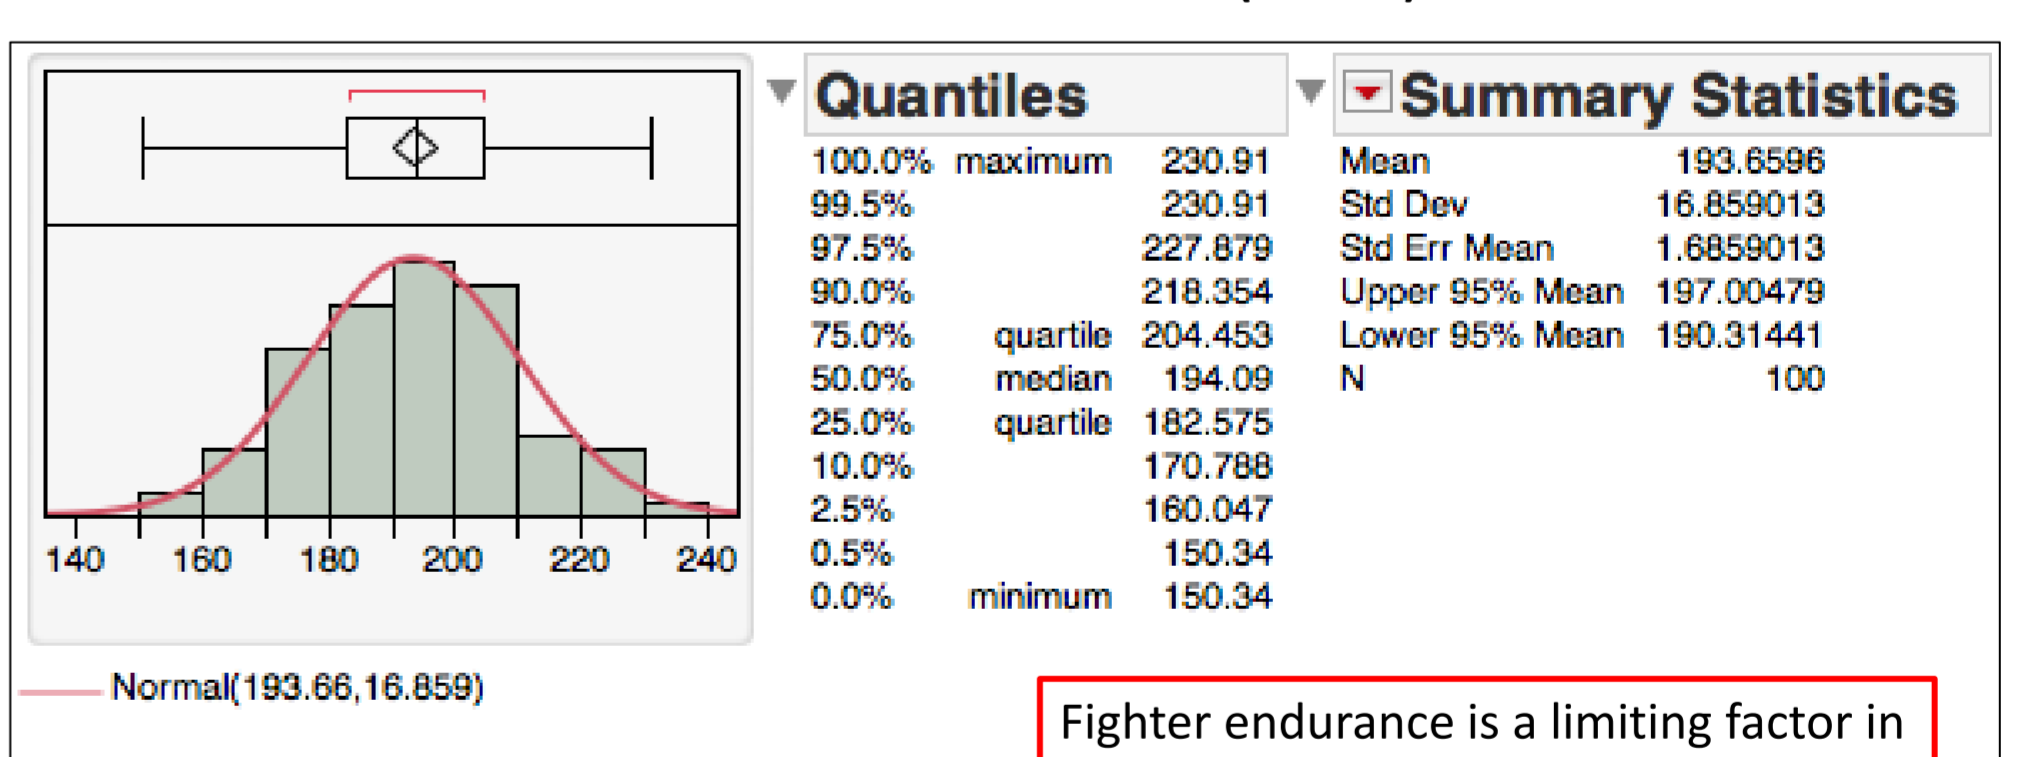 140 160 180 200 220 240
Normal(193.66,16.859)
Quantiles
100.0% maximum 230.91
99.5% 230.91
97.5% 227.879
90.0% 218.354
75.0% quartile 204.453
50.0% median 194.09
25.0% quartile 182.575
10.0% 170.788
2.5% 160.047
0.5% 150.34
0.0% minimum 150.34
Summary Statistics
Mean 193.6596
Std Dev 16.859013
Std Err Mean 1.6859013
Upper 95% Mean 197.00479
Lower 95% Mean 190.31441
N 100
Fighter endurance is a limiting factor in